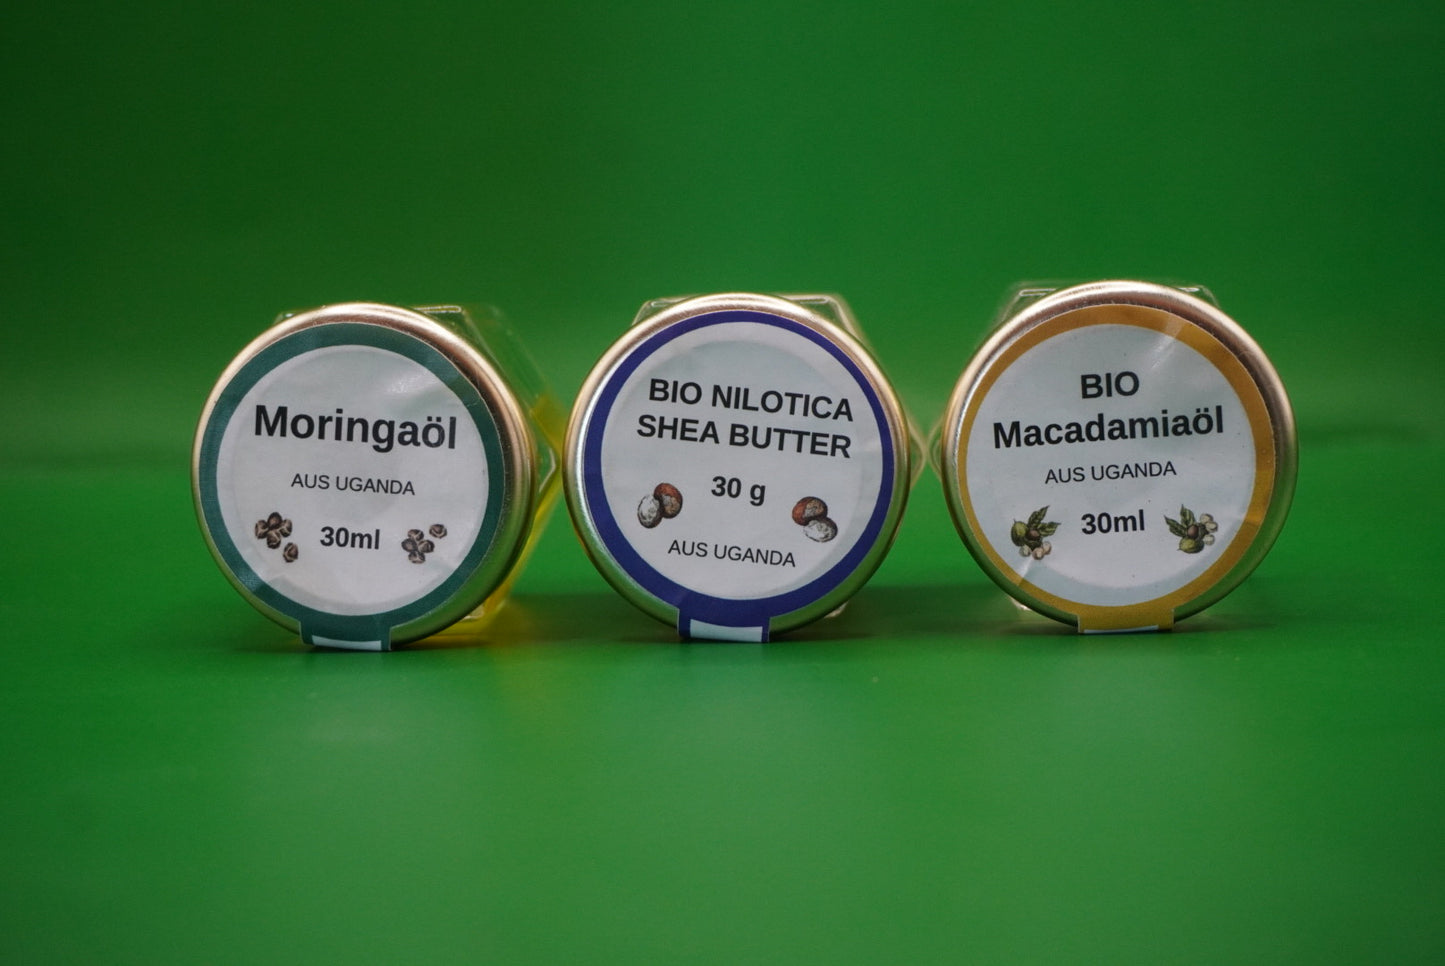 Moringaöl
AUS UGANDA
30ml
BIO NILOTICA
SHEA BUTTER
30 g
AUS UGANDA
BIO
Macadamiaöl
AUS UGANDA
30ml